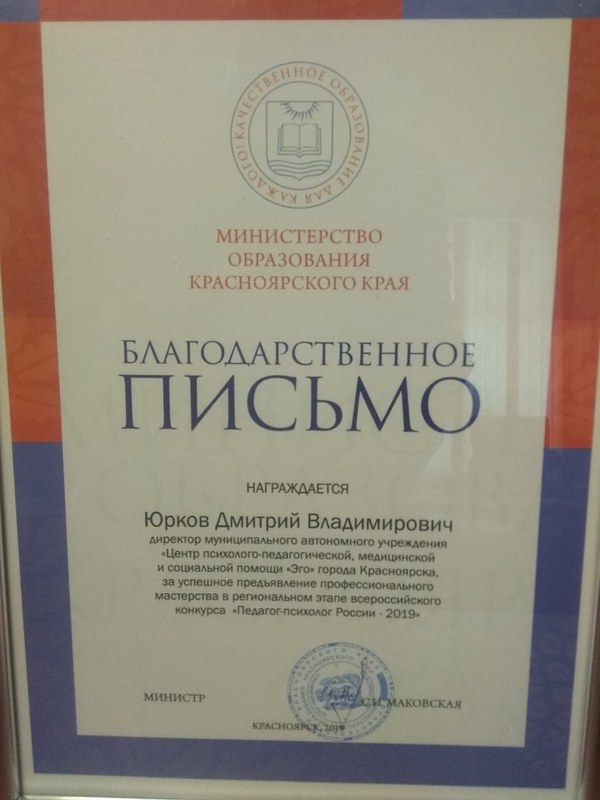 КАЧЕСТВЕННОЕ ОБРАЗОВАНИЕ ДЛЯ КАЖДОГО!
МИНИСТЕРСТВО
ОБРАЗОВАНИЯ
КРАСНОЯРСКОГО КРАЯ
БЛАГОДАРСТВЕННОЕ
ПИСЬМО
НАГРАЖДАЕТСЯ
Юрков Дмитрий Владимирович
директор муниципального автономного учреждения
«Центр психолого-педагогической, медицинской
и социальной помощи «Эго» города Красноярска,
за успешное предъявление профессионального
мастерства в региональном этапе всероссийского
конкурса «Педагог-психолог России - 2019»
МИНИСТР
С.И. МАКОВСКАЯ
КРАСНОЯРСК, 2019